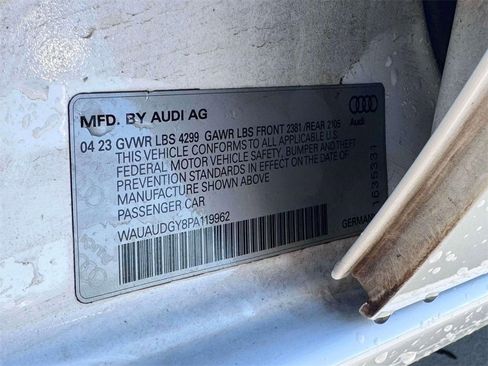 MFD. BY AUDI AG
04 23 GVWR LBS 4299 GAWR LBS FRONT 2381 /REAR 2105
THIS VEHICLE CONFORMS TO ALL APPLICABLE U.S.
FEDERAL MOTOR VEHICLE SAFETY, BUMPER AND THEFT
PREVENTION STANDARDS IN EFFECT ON THE DATE OF
MANUFACTURE SHOWN ABOVE
PASSENGER CAR
WAUAUDGY8PA119962
GERMANY
Audi
1635331